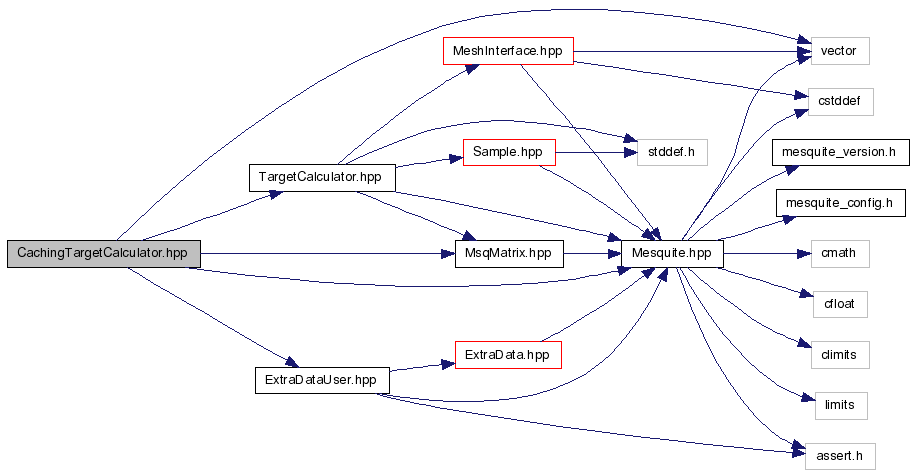 MeshInterface.hpp
vector
cstddef
Sample.hpp
stddef.h
mesquite_version.h
TargetCalculator.hpp
mesquite_config.h
CachingTargetCalculator.hpp
MsqMatrix.hpp
Mesquite.hpp
cmath
cfloat
ExtraData.hpp
climits
ExtraDataUser.hpp
limits
assert.h